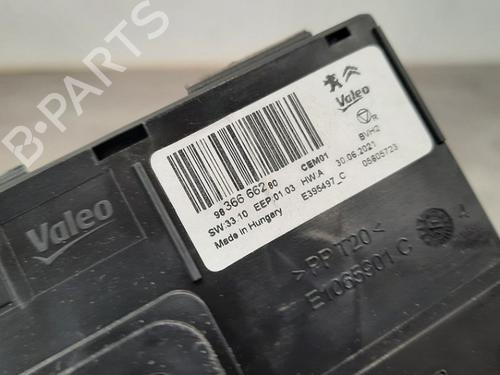 B-PARTS
Valeo
98 366 662 80
CEM01
SW:33.10 EEP:01.03 HW:A 30.06.2021 BVH2
Made in Hungary E395497_C 05805723
Valeo
>PP T20<
E1065901.C